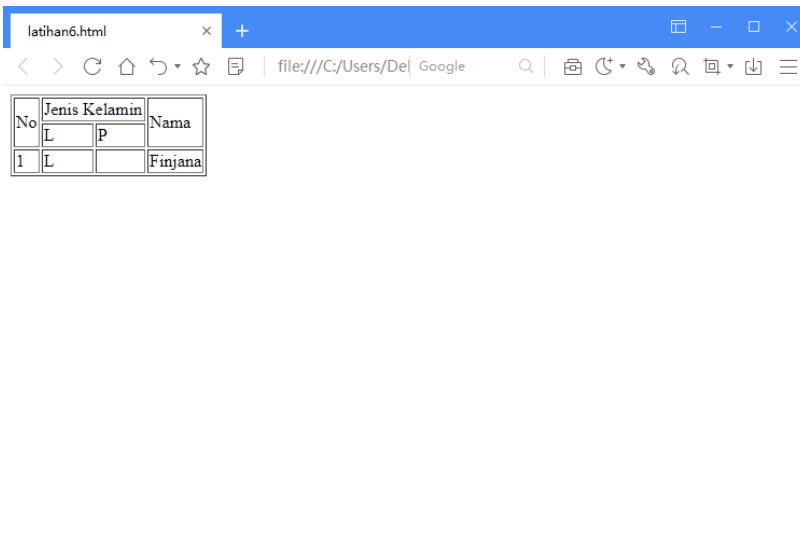 latihan6.html
file:///C:/Users/De Google
No Jenis Kelamin Nama
L P
1 L Finjana